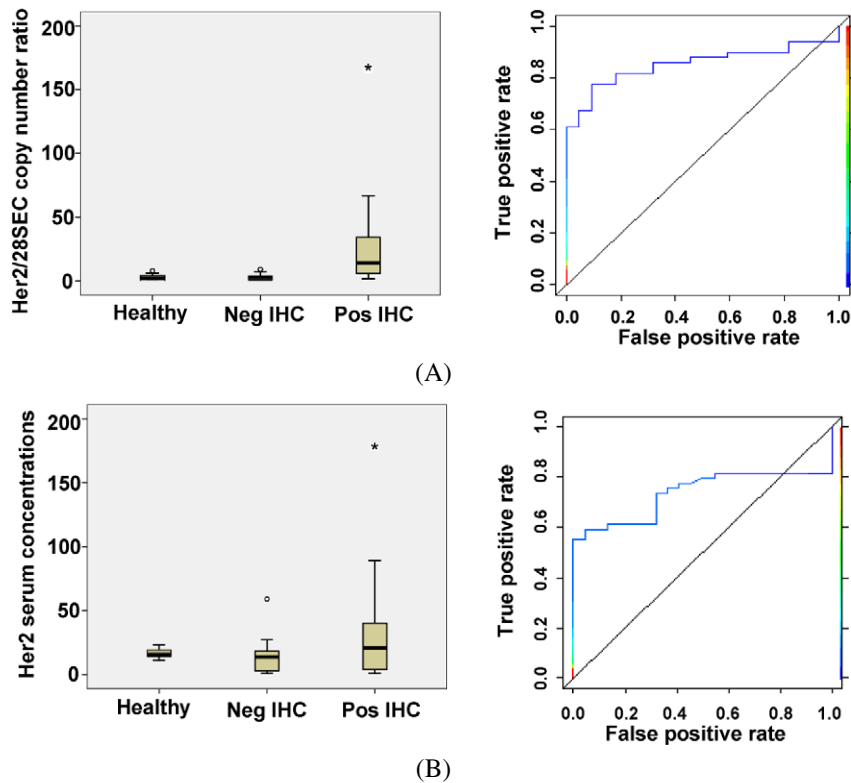 Her2/28SEC copy number ratio
200
150
100
50
0
Healthy Neg IHC Pos IHC
*
True positive rate
1.0
0.8
0.6
0.4
0.2
0.0
0.0 0.2 0.4 0.6 0.8 1.0
False positive rate
(A)
Her2 serum concentrations
200
150
100
50
0
Healthy Neg IHC Pos IHC
*
True positive rate
1.0
0.8
0.6
0.4
0.2
0.0
0.0 0.2 0.4 0.6 0.8 1.0
False positive rate
(B)